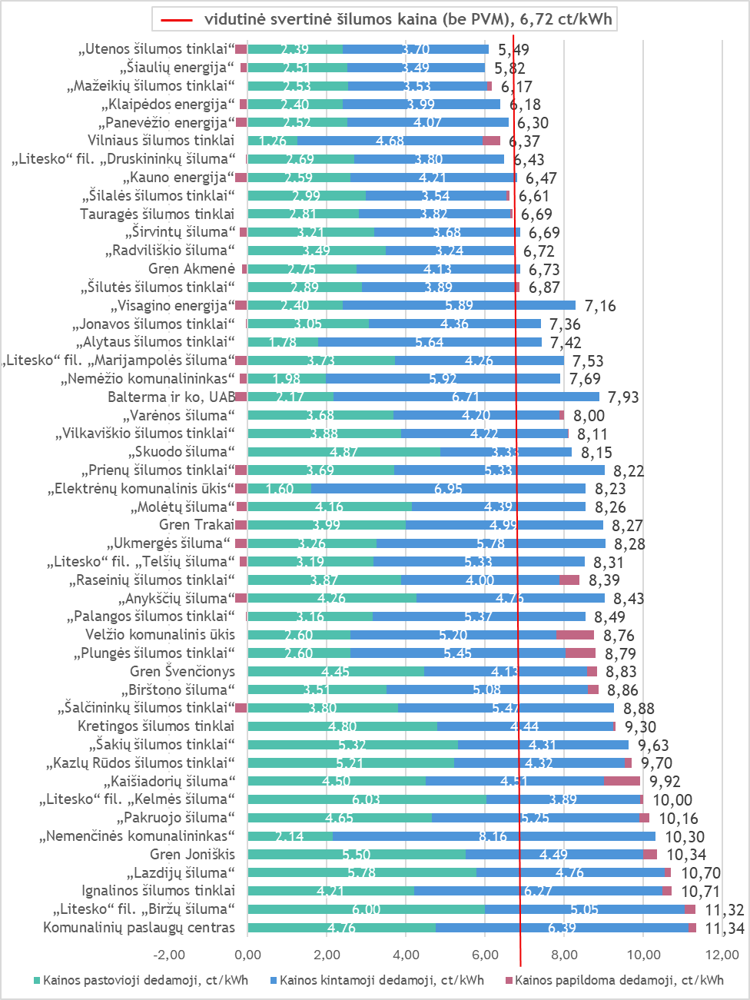 vidutinė svertinė šilumos kaina (be PVM), 6,72 ct/kWh
„Utenos šilumos tinklai“ 2.39 3.70 5,49
„Šiaulių energija“ 2.51 3.49 5,82
„Mažeikių šilumos tinklai“ 2.53 3.53 6,17
„Klaipėdos energija“ 2.40 3.99 6,18
„Panevėžio energija“ 2.52 4.07 6,30
Vilniaus šilumos tinklai 1.26 4.68 6,37
„Litesko“ fil. „Druskininkų šiluma“ 2.69 3.80 6,43
„Kauno energija“ 2.59 4.21 6,47
„Šilalės šilumos tinklai“ 2.99 3.54 6,61
Tauragės šilumos tinklai 2.81 3.82 6,69
„Širvintų šiluma“ 3.21 3.68 6,69
„Radviliškio šiluma“ 3.49 3.24 6,72
Gren Akmenė 2.75 4.13 6,73
„Šilutės šilumos tinklai“ 2.89 3.89 6,87
„Visagino energija“ 2.40 5.89 7,16
„Jonavos šilumos tinklai“ 3.05 4.36 7,36
„Alytaus šilumos tinklai“ 1.78 5.64 7,42
„Litesko“ fil. „Marijampolės šiluma“ 3.73 4.26 7,53
„Nemėžio komunalininkas“ 1.98 5.92 7,69
Balterma ir ko, UAB 2.17 6.71 7,93
„Varėnos šiluma“ 3.68 4.20 8,00
„Vilkaviškio šilumos tinklai“ 3.88 4.22 8,11
„Skuodo šiluma“ 4.87 3.33 8,15
„Prienų šilumos tinklai“ 3.69 5.33 8,22
„Elektrėnų komunalinis ūkis“ 1.60 6.95 8,23
„Molėtų šiluma“ 4.16 4.39 8,26
Gren Trakai 3.99 4.99 8,27
„Ukmergės šiluma“ 3.26 5.78 8,28
„Litesko“ fil. „Telšių šiluma“ 3.19 5.33 8,31
„Raseinių šilumos tinklai“ 3.87 4.00 8,39
„Anykščių šiluma“ 4.26 4.76 8,43
„Palangos šilumos tinklai“ 3.16 5.37 8,49
Velžio komunalinis ūkis 2.60 5.20 8,76
„Plungės šilumos tinklai“ 2.60 5.45 8,79
Gren Švenčionys 4.45 4.13 8,83
„Birštono šiluma“ 3.51 5.08 8,86
„Šalčininkų šilumos tinklai“ 3.80 5.47 8,88
Kretingos šilumos tinklai 4.80 4.44 9,30
„Šakių šilumos tinklai“ 5.32 4.31 9,63
„Kazlų Rūdos šilumos tinklai“ 5.21 4.32 9,70
„Kaišiadorių šiluma“ 4.50 4.51 9,92
„Litesko“ fil. „Kelmės šiluma“ 6.03 3.89 10,00
„Pakruojo šiluma“ 4.65 5.25 10,16
„Nemenčinės komunalininkas“ 2.14 8.16 10,30
Gren Joniškis 5.50 4.49 10,34
„Lazdijų šiluma“ 5.78 4.76 10,70
Ignalinos šilumos tinklai 4.21 6.27 10,71
„Litesko“ fil. „Biržų šiluma“ 6.00 5.05 11,32
Komunalinių paslaugų centras 4.76 6.39 11,34
-2,00 0,00 2,00 4,00 6,00 8,00 10,00 12,00
Kainos pastovioji dedamoji, ct/kWh Kainos kintamoji dedamoji, ct/kWh Kainos papildoma dedamoji, ct/kWh